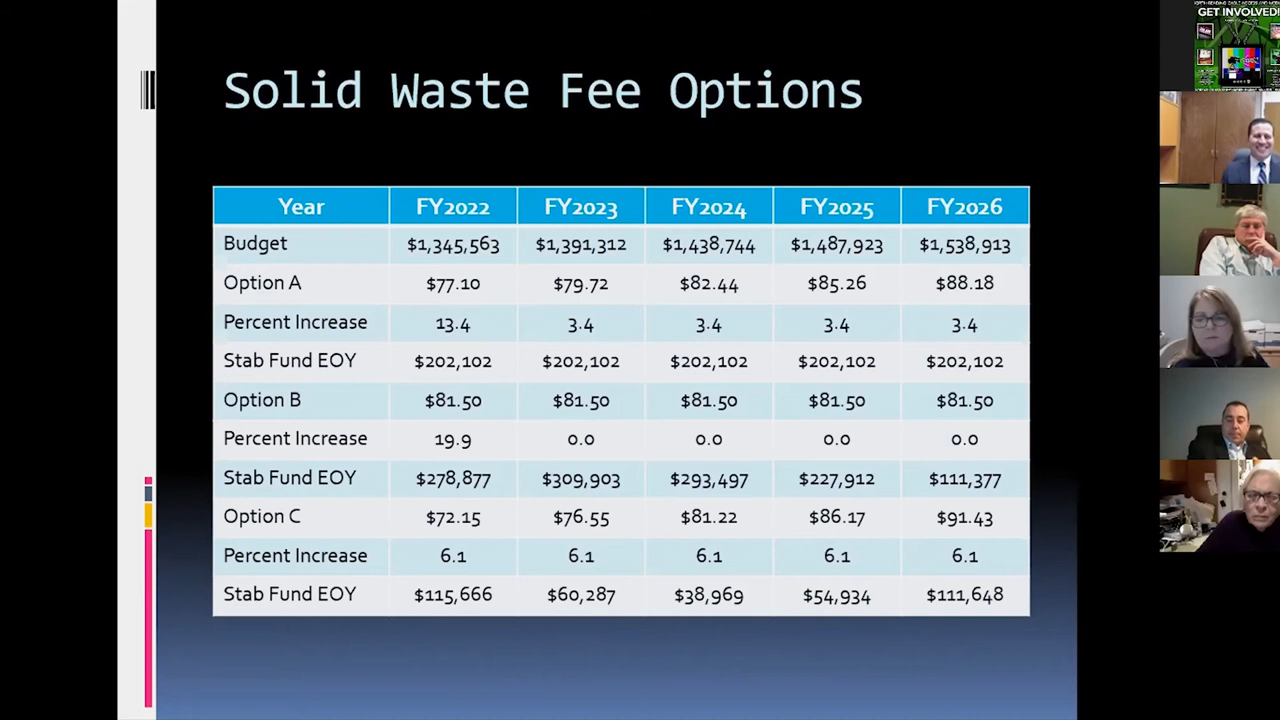 GET INVOLVED!
Solid Waste Fee Options
Year FY2022 FY2023 FY2024 FY2025 FY2026
Budget $1,345,563 $1,391,312 $1,438,744 $1,487,923 $1,538,913
Option A $77.10 $79.72 $82.44 $85.26 $88.18
Percent Increase 13.4 3.4 3.4 3.4 3.4
Stab Fund EOY $202,102 $202,102 $202,102 $202,102 $202,102
Option B $81.50 $81.50 $81.50 $81.50 $81.50
Percent Increase 19.9 0.0 0.0 0.0 0.0
Stab Fund EOY $278,877 $309,903 $293,497 $227,912 $111,377
Option C $72.15 $76.55 $81.22 $86.17 $91.43
Percent Increase 6.1 6.1 6.1 6.1 6.1
Stab Fund EOY $115,666 $60,287 $38,969 $54,934 $111,648